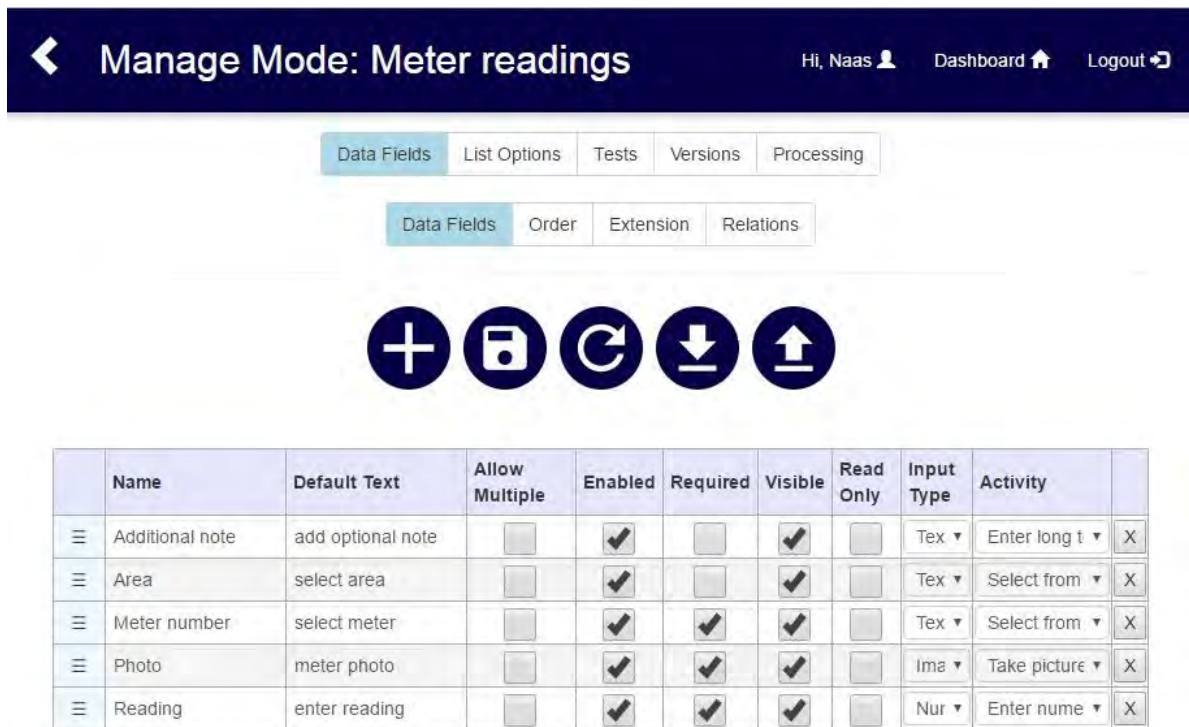 Manage Mode: Meter readings Hi, Naas Dashboard Logout
Data Fields List Options Tests Versions Processing
Data Fields Order Extension Relations
Name Default Text Allow Multiple Enabled Required Visible Read Only Input Type Activity
Additional note add optional note Tex Enter long t X
Area select area Tex Select from X
Meter number select meter Tex Select from X
Photo meter photo Ima Take picture X
Reading enter reading Nur Enter nume X